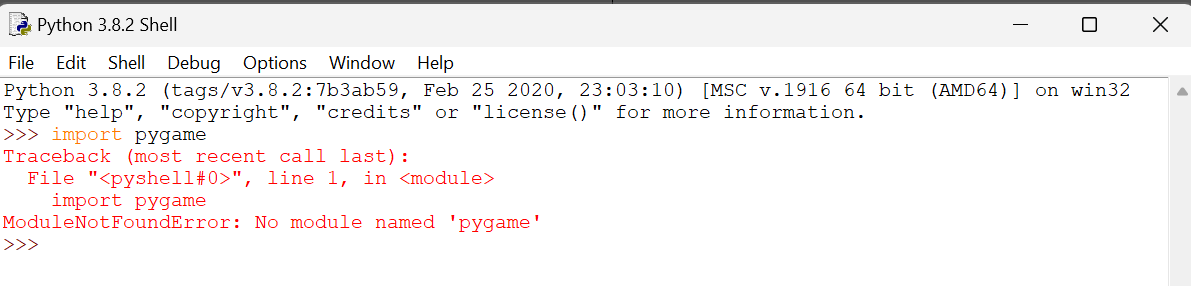 Python 3.8.2 Shell
File Edit Shell Debug Options Window Help
Python 3.8.2 (tags/v3.8.2:7b3ab59, Feb 25 2020, 23:03:10) [MSC v.1916 64 bit (AMD64)] on win32
Type "help", "copyright", "credits" or "license()" for more information.
>>> import pygame
Traceback (most recent call last):
  File "<pyshell#0>", line 1, in <module>
    import pygame
ModuleNotFoundError: No module named 'pygame'
>>>